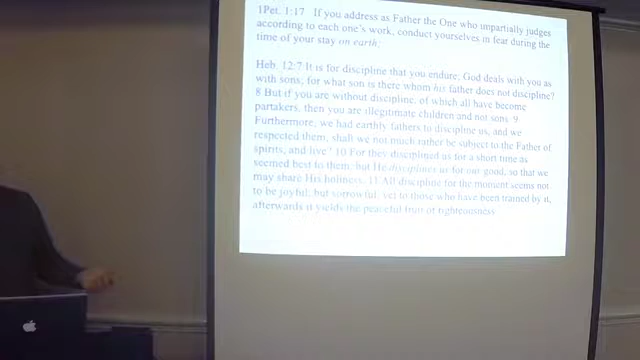 1Pet. 1:17 If you address as Father the One who impartially judges
according to each one's work, conduct yourselves in fear during the
time of your stay on earth;
Heb. 12:7 It is for discipline that you endure; God deals with you as
with sons; for what son is there whom his father does not discipline?
8 But if you are without discipline, of which all have become
partakers, then you are illegitimate children and not sons. 9
Furthermore, we had earthly fathers to discipline us, and we
respected them; shall we not much rather be subject to the Father of
spirits, and live? 10 For they disciplined us for a short time as
seemed best to them, but He disciplines us for our good, so that we
may share His holiness. 11 All discipline for the moment seems not
to be joyful, but sorrowful; yet to those who have been trained by it,
afterwards it yields the peaceful fruit of righteousness